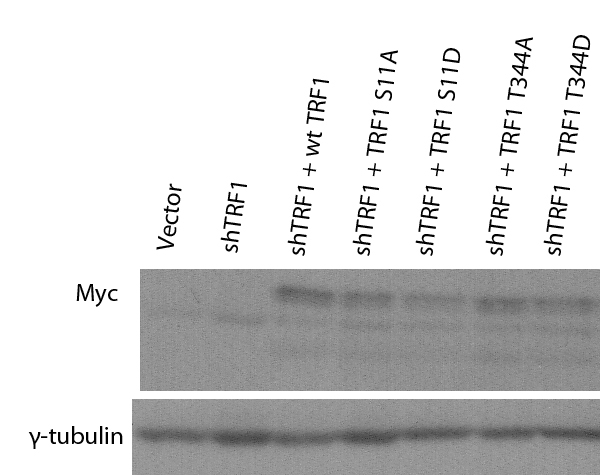 Vector
shTRF1
shTRF1 + wt TRF1
shTRF1 + TRF1 S11A
shTRF1 + TRF1 S11D
shTRF1 + TRF1 T344A
shTRF1 + TRF1 T344D
Myc
γ-tubulin